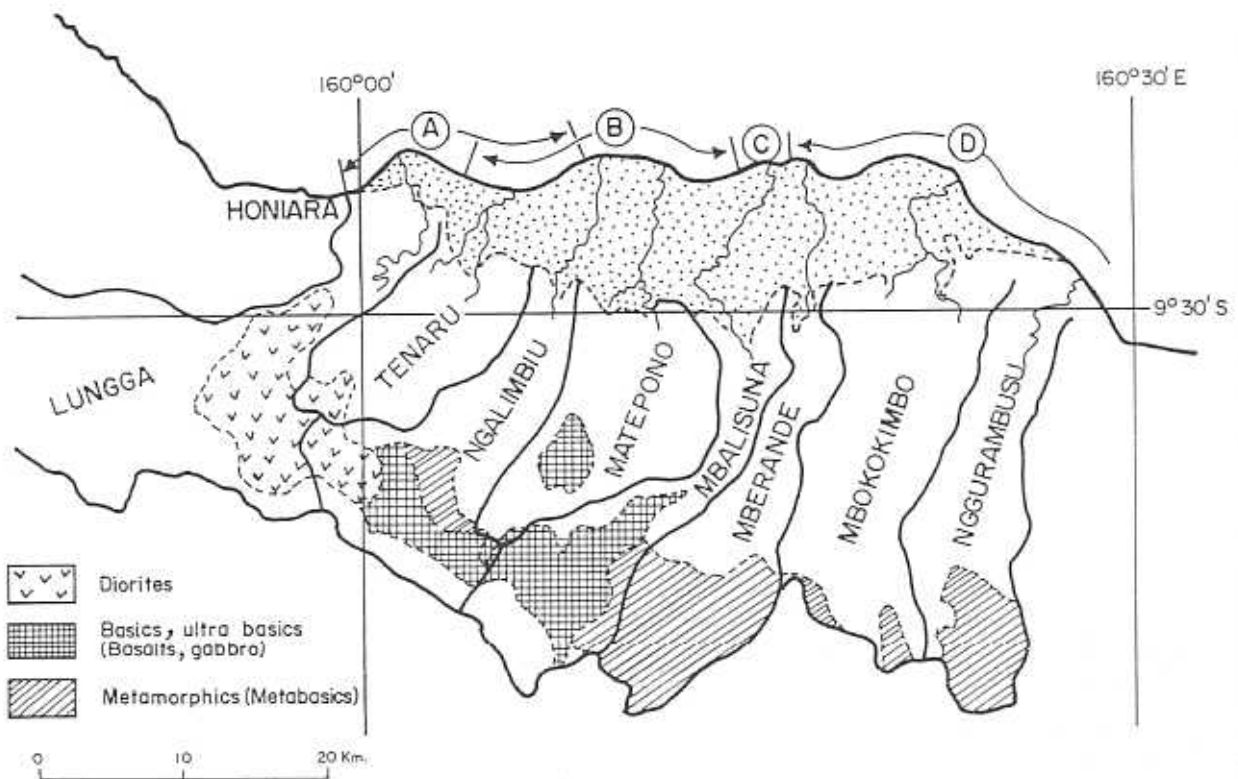 160°00'
160°30' E
A
B
C
D
HONIARA
9°30' S
LUNGGA
TENARU
NGALIMBIU
MATEPONO
MBALISUNA
MBERANDE
MBOKOKIMBO
NGGURAMBUSU
Diorites
Basics, ultra basics
(Basalts, gabbro)
Metamorphics (Metabasics)
0 10 20 Km.